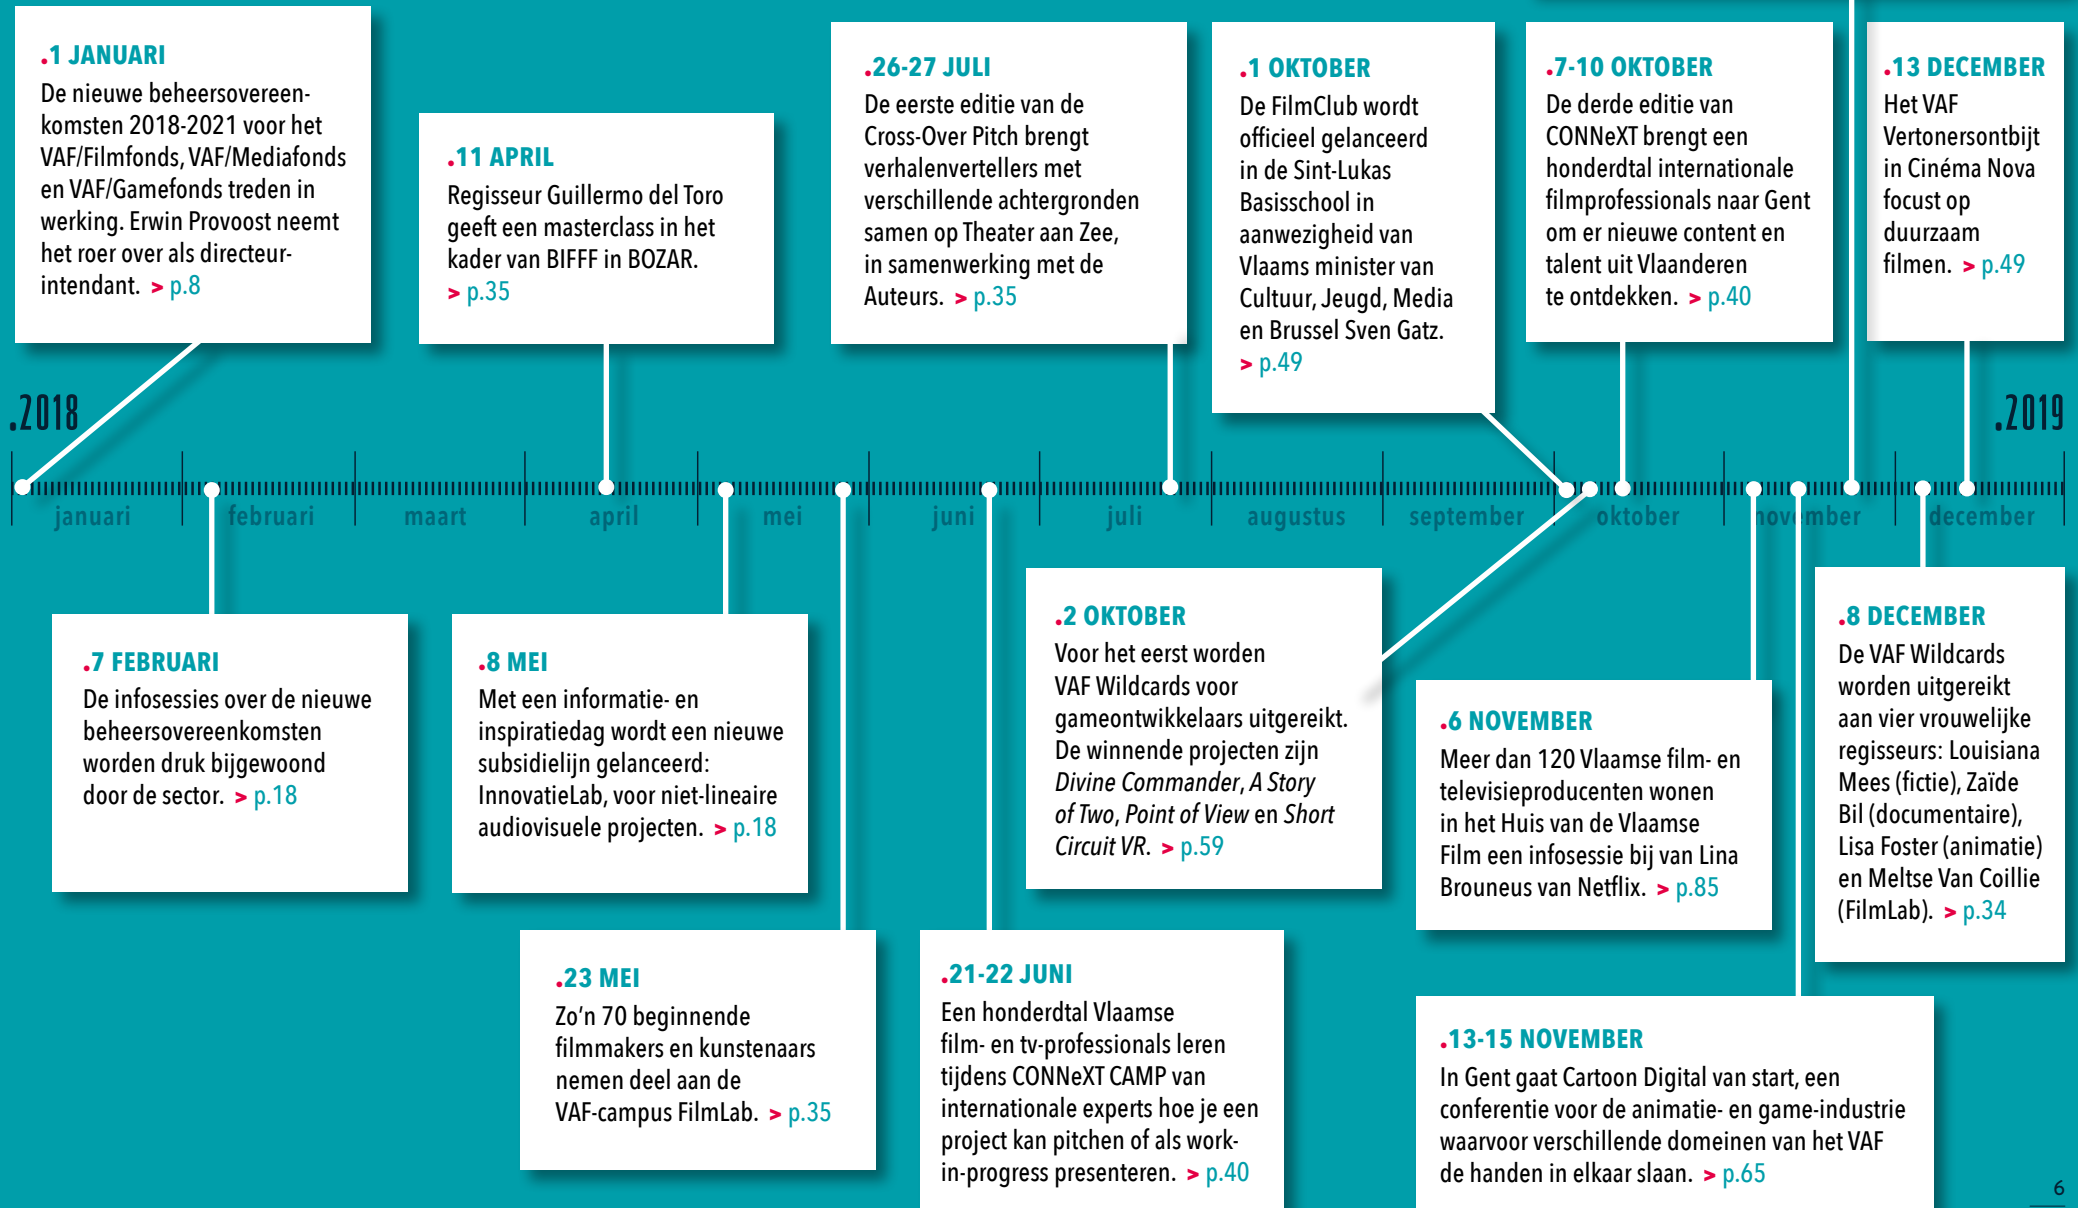 .1 JANUARI
De nieuwe beheersovereen-
komsten 2018-2021 voor het
VAF/Filmfonds, VAF/Mediafonds
en VAF/Gamefonds treden in
werking. Erwin Provoost neemt
het roer over als directeur-
intendant. > p.8
.11 APRIL
Regisseur Guillermo del Toro
geeft een masterclass in het
kader van BIFFF in BOZAR.
> p.35
.26-27 JULI
De eerste editie van de
Cross-Over Pitch brengt
verhalenvertellers met
verschillende achtergronden
samen op Theater aan Zee,
in samenwerking met de
Auteurs. > p.35
.1 OKTOBER
De FilmClub wordt
officieel gelanceerd
in de Sint-Lukas
Basisschool in
aanwezigheid van
Vlaams minister van
Cultuur, Jeugd, Media
en Brussel Sven Gatz.
> p.49
.7-10 OKTOBER
De derde editie van
CONNeXT brengt een
honderdtal internationale
filmprofessionals naar Gent
om er nieuwe content en
talent uit Vlaanderen
te ontdekken. > p.40
.13 DECEMBER
Het VAF
Vertonersontbijt
in Cinéma Nova
focust op
duurzaam
filmen. > p.49
.2018
.2019
januari
februari
maart
april
mei
juni
juli
augustus
september
oktober
november
december
.7 FEBRUARI
De infosessies over de nieuwe
beheersovereenkomsten
worden druk bijgewoond
door de sector. > p.18
.8 MEI
Met een informatie- en
inspiratiedag wordt een nieuwe
subsidielijn gelanceerd:
InnovatieLab, voor niet-lineaire
audiovisuele projecten. > p.18
.23 MEI
Zo'n 70 beginnende
filmmakers en kunstenaars
nemen deel aan de
VAF-campus FilmLab. > p.35
.21-22 JUNI
Een honderdtal Vlaamse
film- en tv-professionals leren
tijdens CONNeXT CAMP van
internationale experts hoe je een
project kan pitchen of als work-
in-progress presenteren. > p.40
.2 OKTOBER
Voor het eerst worden
VAF Wildcards voor
gameontwikkelaars uitgereikt.
De winnende projecten zijn
Divine Commander, A Story
of Two, Point of View en Short
Circuit VR. > p.59
.6 NOVEMBER
Meer dan 120 Vlaamse film- en
televisieproducenten wonen
in het Huis van de Vlaamse
Film een infosessie bij van Lina
Brouneus van Netflix. > p.85
.13-15 NOVEMBER
In Gent gaat Cartoon Digital van start, een
conferentie voor de animatie- en game-industrie
waarvoor verschillende domeinen van het VAF
de handen in elkaar slaan. > p.65
.8 DECEMBER
De VAF Wildcards
worden uitgereikt
aan vier vrouwelijke
regisseurs: Louisiana
Mees (fictie), Zaïde
Bil (documentaire),
Lisa Foster (animatie)
en Meltse Van Coillie
(FilmLab). > p.34
6